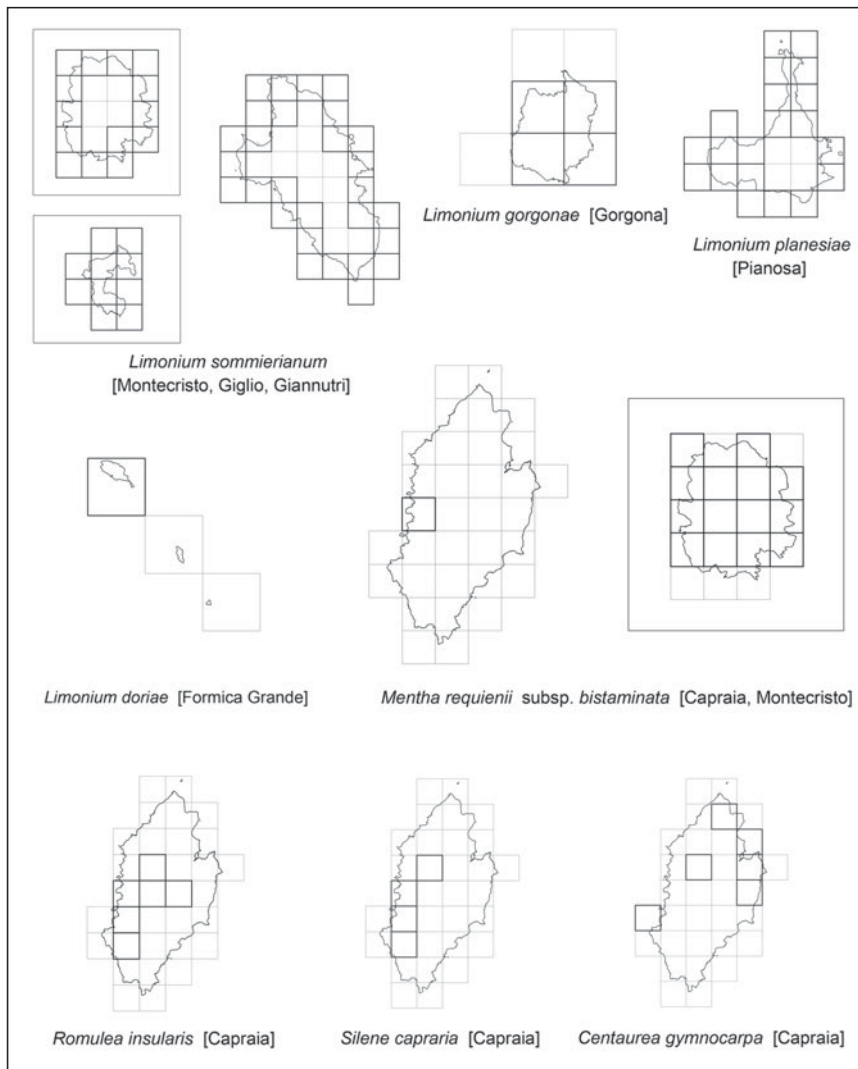 Limonium gorgonae [Gorgona]
Limonium planesiae
[Pianosa]
Limonium sommierianum
[Montecristo, Giglio, Giannutri]
Limonium doriae [Formica Grande]
Mentha requienii subsp. bistaminata [Capraia, Montecristo]
Romulea insularis [Capraia]
Silene capraria [Capraia]
Centaurea gymnocarpa [Capraia]